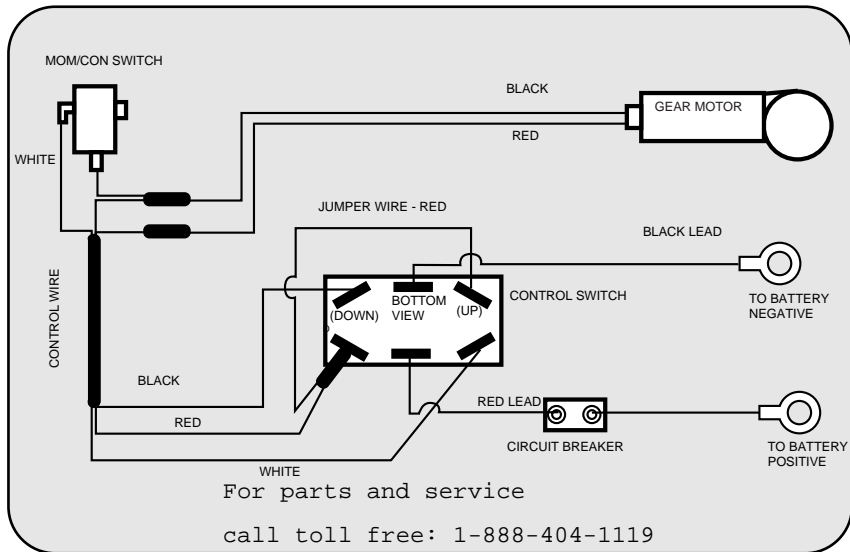 MOM/CON SWITCH
BLACK
GEAR MOTOR
RED
WHITE
JUMPER WIRE - RED
BLACK LEAD
CONTROL WIRE
BOTTOM
VIEW
(DOWN)
(UP)
CONTROL SWITCH
TO BATTERY
NEGATIVE
BLACK
RED
RED LEAD
CIRCUIT BREAKER
TO BATTERY
POSITIVE
WHITE
For parts and service
call toll free: 1-888-404-1119